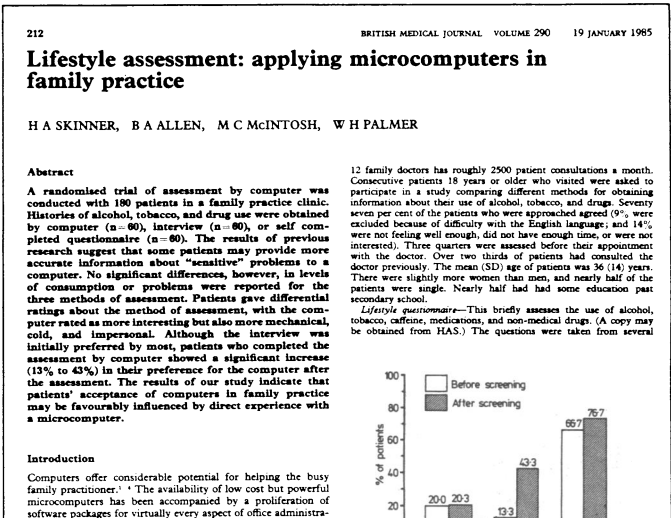 212
BRITISH MEDICAL JOURNAL VOLUME 290 19 JANUARY 1985
Lifestyle assessment: applying microcomputers in
family practice
H A SKINNER, B A ALLEN, M C McINTOSH, W H PALMER
Abstract
A randomised trial of assessment by computer was
conducted with 180 patients in a family practice clinic.
Histories of alcohol, tobacco, and drug use were obtained
by computer (n=60), interview (n=60), or self com-
pleted questionnaire (n=60). The results of previous
research suggest that some patients may provide more
accurate information about "sensitive" problems to a
computer. No significant differences, however, in levels
of consumption or problems were reported for the
three methods of assessment. Patients gave differential
ratings about the method of assessment, with the com-
puter rated as more interesting but also more mechanical,
cold, and impersonal. Although the interview was
initially preferred by most, patients who completed the
assessment by computer showed a significant increase
(13% to 43%) in their preference for the computer after
the assessment. The results of our study indicate that
patients' acceptance of computers in family practice
may be favourably influenced by direct experience with
a microcomputer.
Introduction
Computers offer considerable potential for helping the busy
family practitioner.¹ ⁴ The availability of low cost but powerful
microcomputers has been accompanied by a proliferation of
software packages for virtually every aspect of office administra-
12 family doctors has roughly 2500 patient consultations a month.
Consecutive patients 18 years or older who visited were asked to
participate in a study comparing different methods for obtaining
information about their use of alcohol, tobacco, and drugs. Seventy
seven per cent of the patients who were approached agreed (9% were
excluded because of difficulty with the English language; and 14%
were not feeling well enough, did not have enough time, or were not
interested). Three quarters were assessed before their appointment
with the doctor. Over two thirds of patients had consulted the
doctor previously. The mean (SD) age of patients was 36 (14) years.
There were slightly more women than men, and nearly half of the
patients were single. Nearly half had had some education past
secondary school.
Lifestyle questionnaire—This briefly assesses the use of alcohol,
tobacco, caffeine, medications, and non-medical drugs. (A copy may
be obtained from HAS.) The questions were taken from several
100
Before screening
After screening
80
76·7
66·7
60
% of patients
43·3
40
20
20·0 20·3
13·3